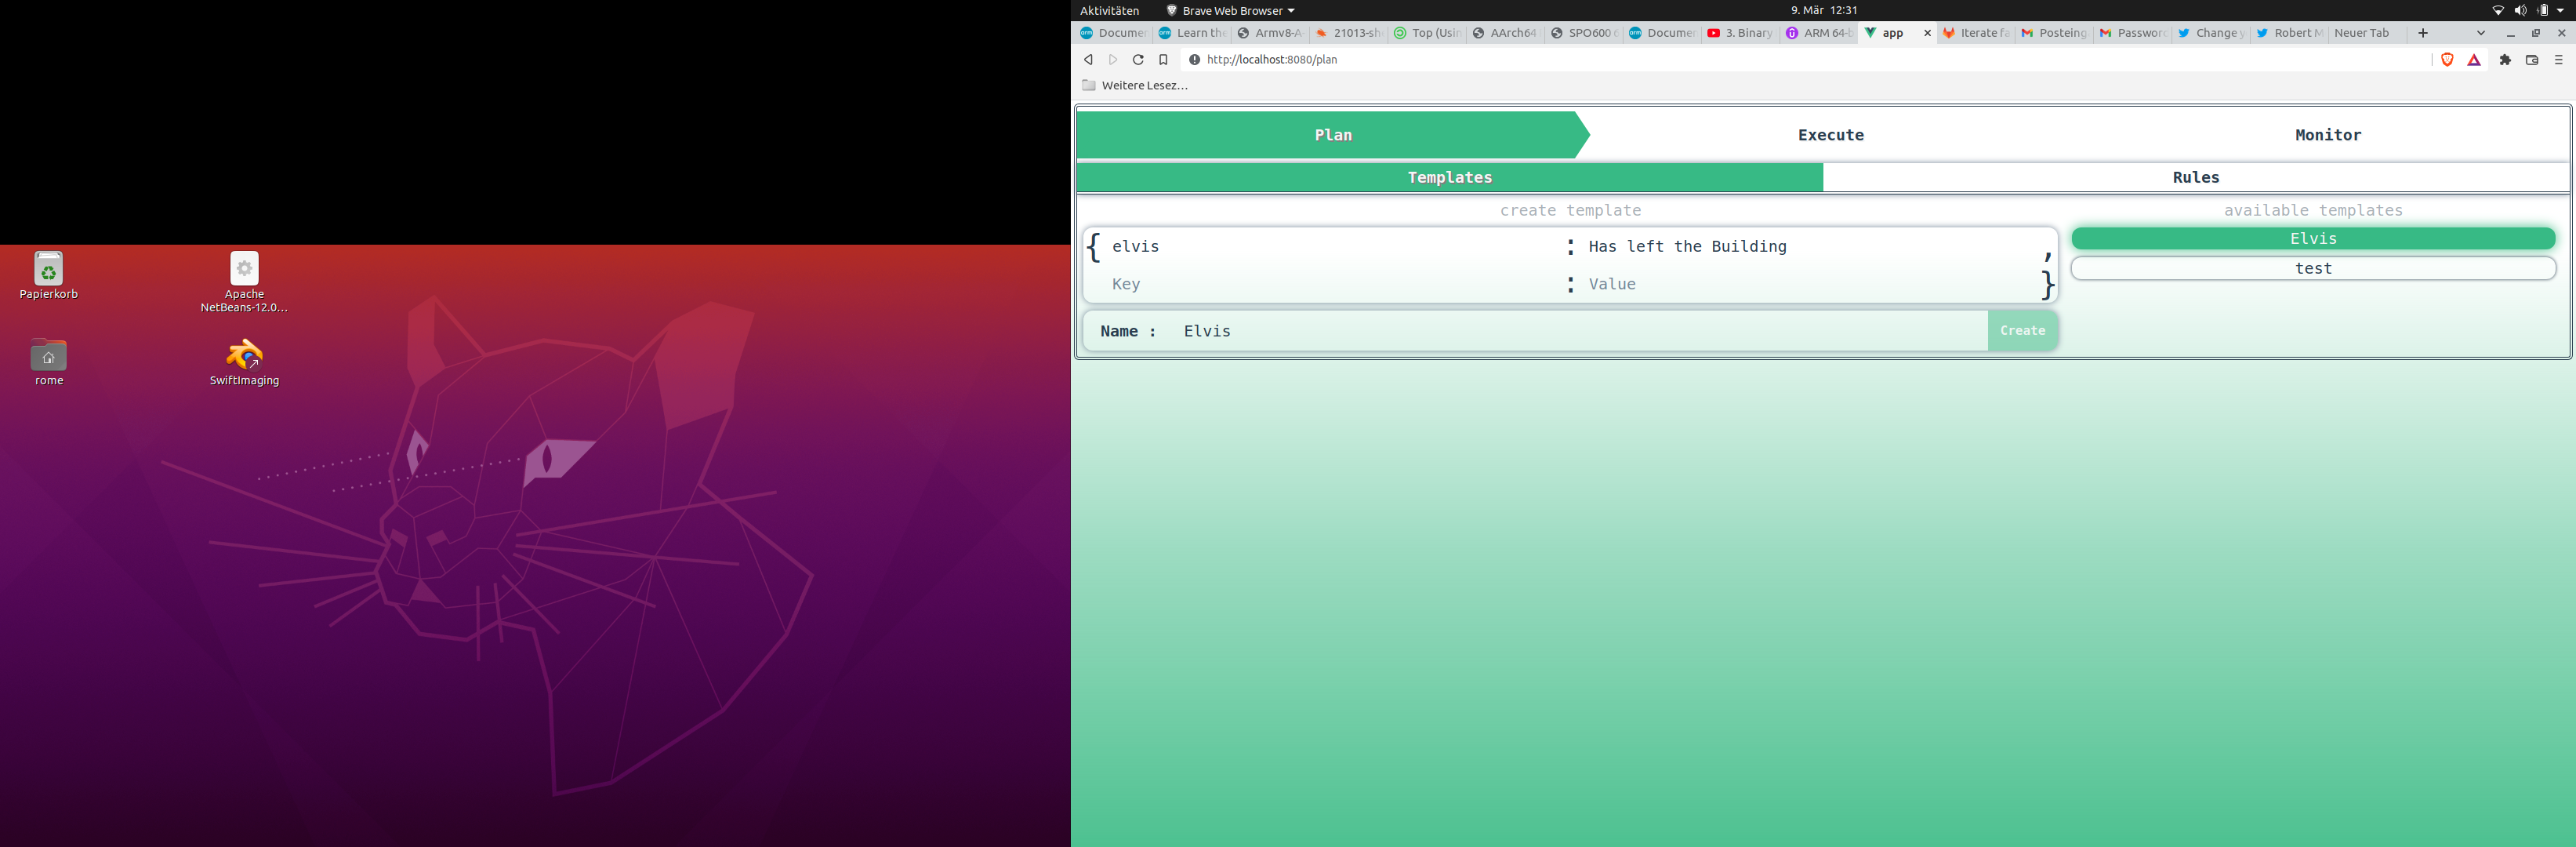 Aktivitäten
Brave Web Browser
9. Mär 12:31
Documen
Learn the
Armv8-A
21013-sh
Top (Usin
AArch64
SPO600
Documen
3. Binary
ARM 64-b
app
Iterate fa
Posteing
Passwor
Change y
Robert M
Neuer Tab
http://localhost:8080/plan
Weitere Lesez…
Plan
Execute
Monitor
Templates
Rules
create template
available templates
{ elvis : Has left the Building ,
Key : Value }
Name : Elvis
Create
Elvis
test
Papierkorb
Apache
NetBeans-12.0…
rome
SwiftImaging